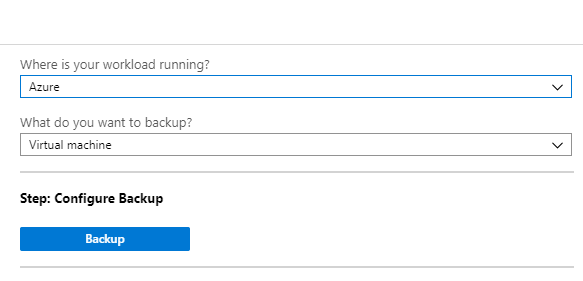 Where is your workload running?
Azure
What do you want to backup?
Virtual machine
Step: Configure Backup
Backup